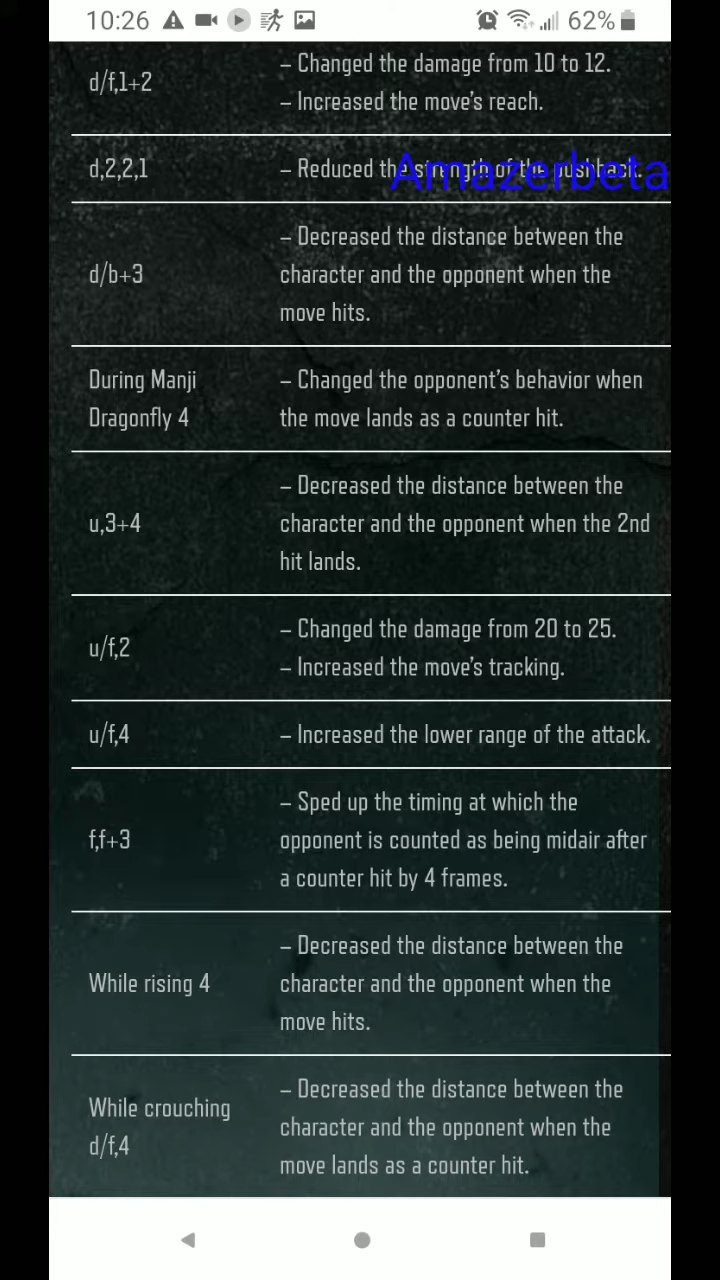 10:26 62%
d/f,1+2
– Changed the damage from 10 to 12.
– Increased the move's reach.
d,2,2,1
– Reduced the strength of the pushback.
Amazerbeta
d/b+3
– Decreased the distance between the
character and the opponent when the
move hits.
During Manji
Dragonfly 4
– Changed the opponent's behavior when
the move lands as a counter hit.
u,3+4
– Decreased the distance between the
character and the opponent when the 2nd
hit lands.
u/f,2
– Changed the damage from 20 to 25.
– Increased the move's tracking.
u/f,4
– Increased the lower range of the attack.
f,f+3
– Sped up the timing at which the
opponent is counted as being midair after
a counter hit by 4 frames.
While rising 4
– Decreased the distance between the
character and the opponent when the
move hits.
While crouching
d/f,4
– Decreased the distance between the
character and the opponent when the
move lands as a counter hit.